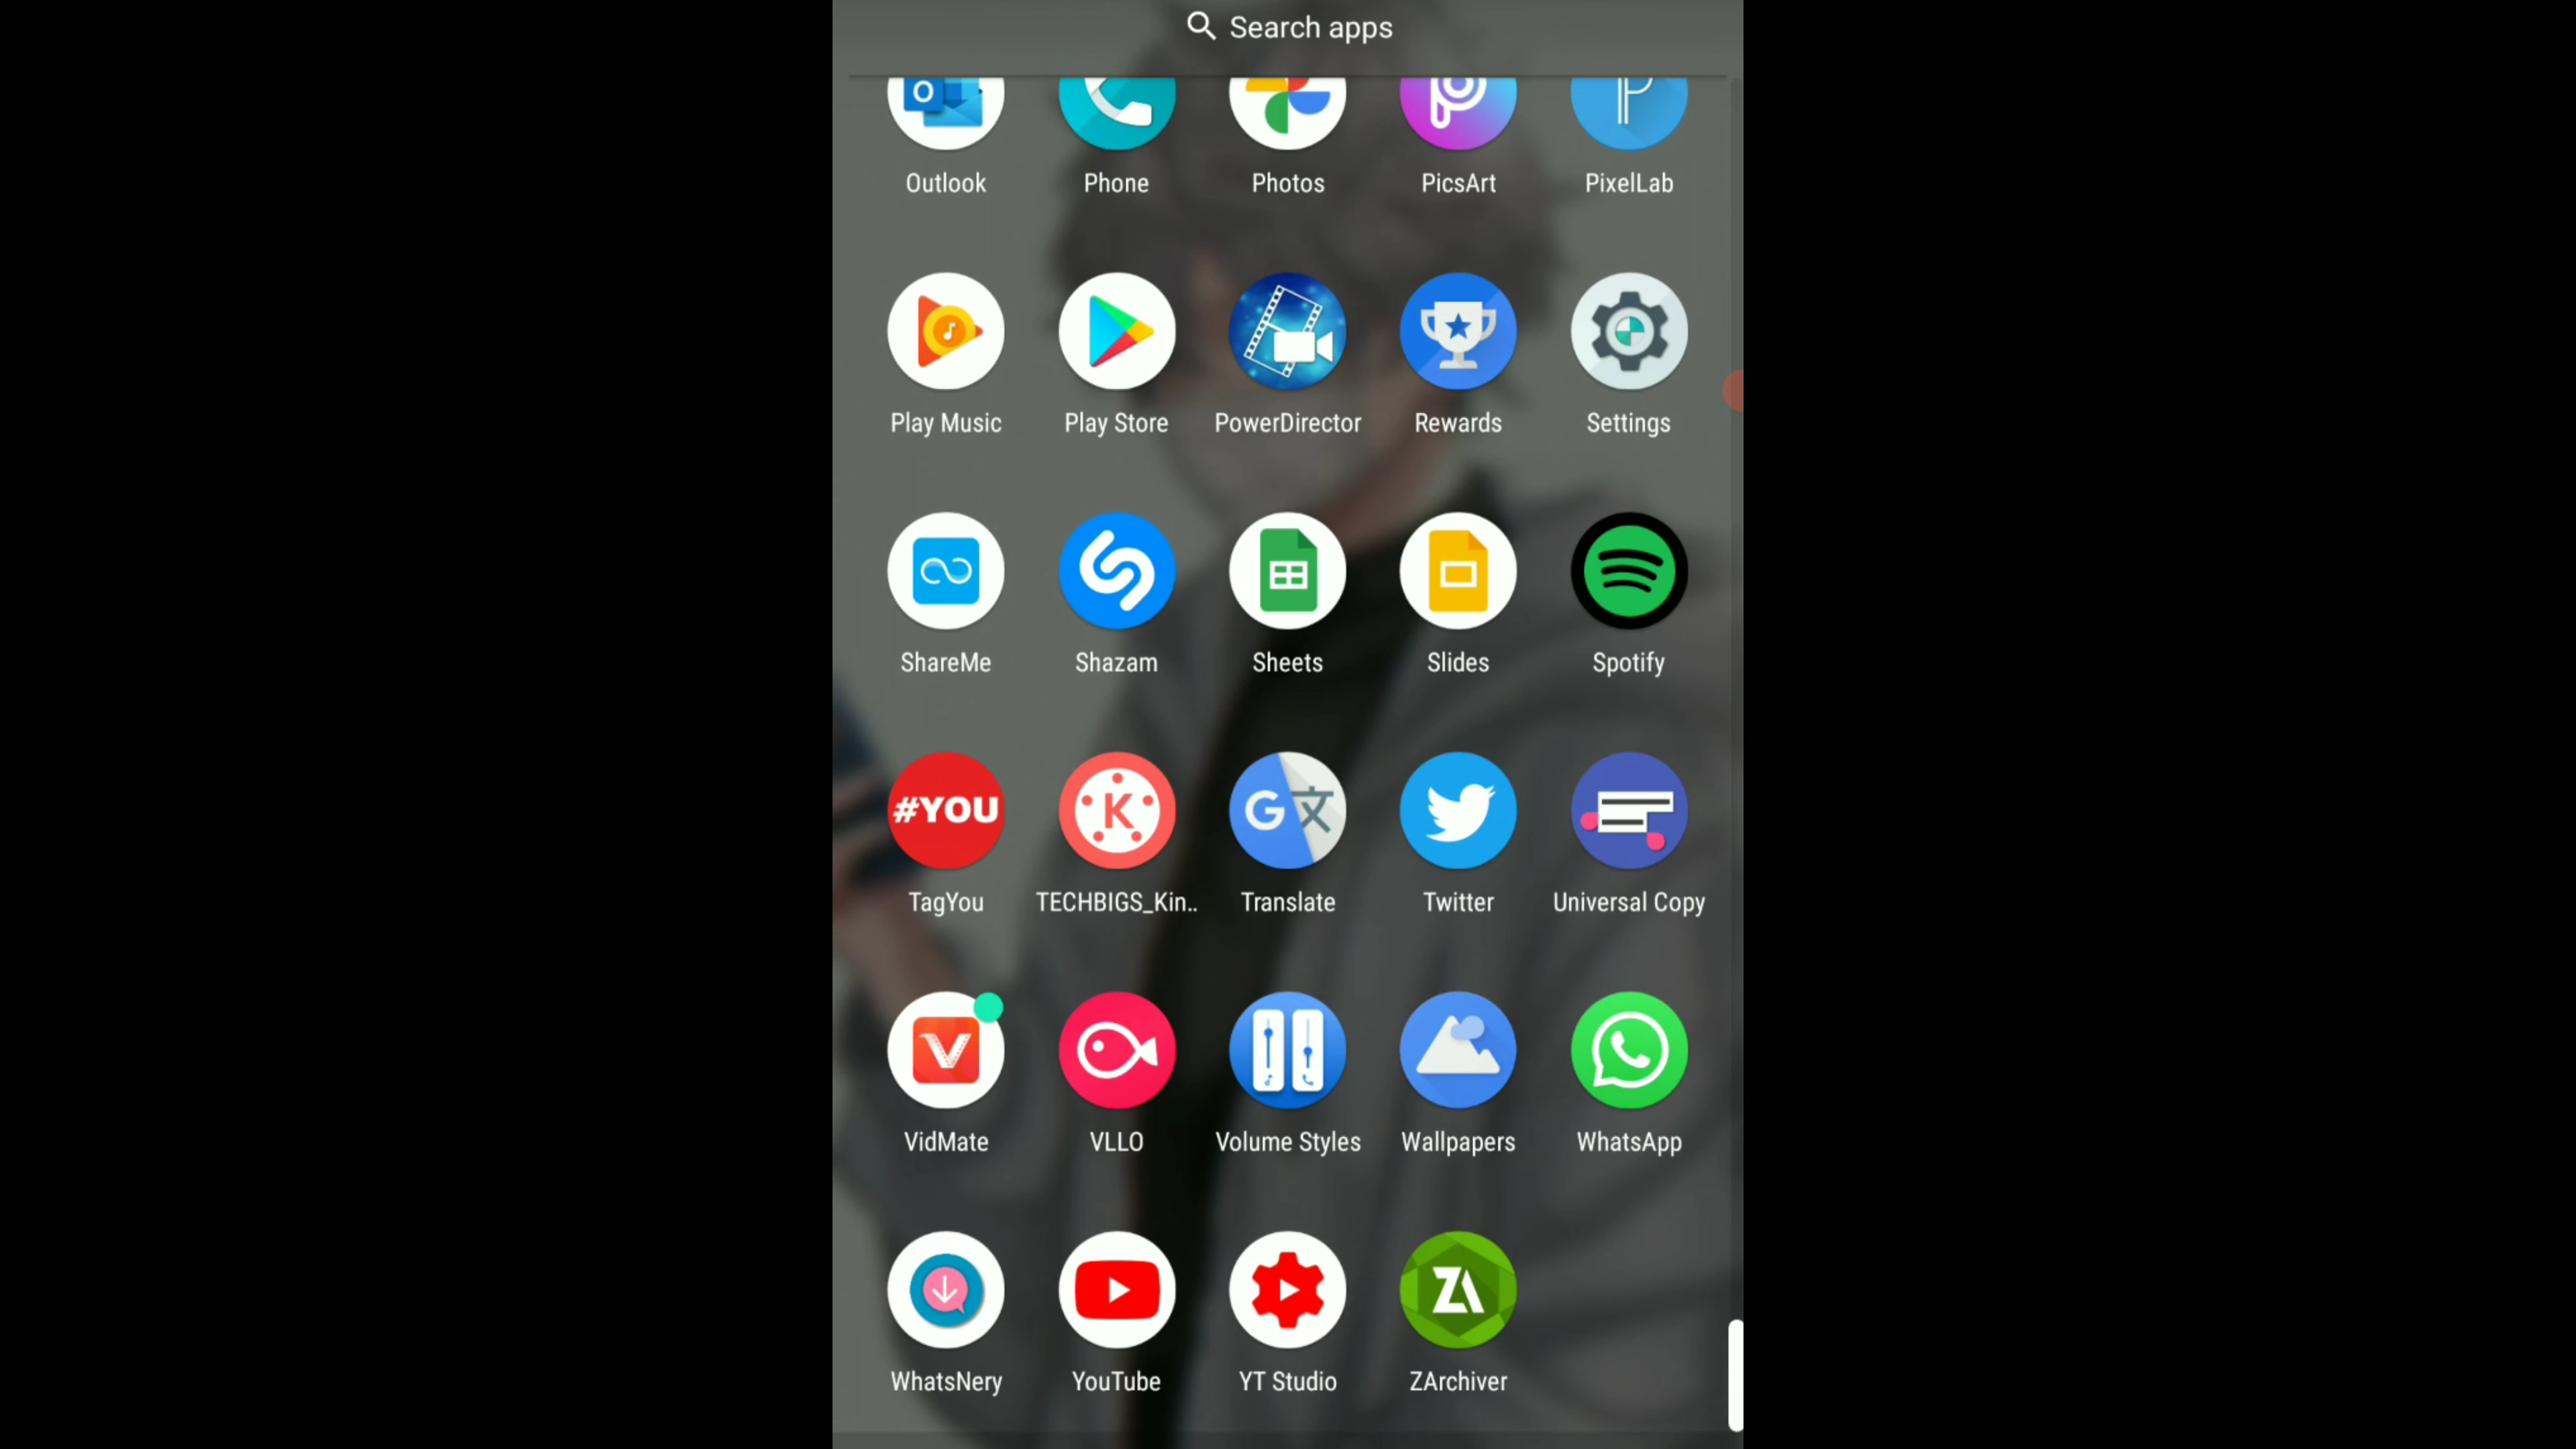 Search apps
Outlook Phone Photos PicsArt PixelLab
Play Music Play Store PowerDirector Rewards Settings
ShareMe Shazam Sheets Slides Spotify
#YOU
TagYou TECHBIGS_Kin.. Translate Twitter Universal Copy
VidMate VLLO Volume Styles Wallpapers WhatsApp
WhatsNery YouTube YT Studio ZArchiver